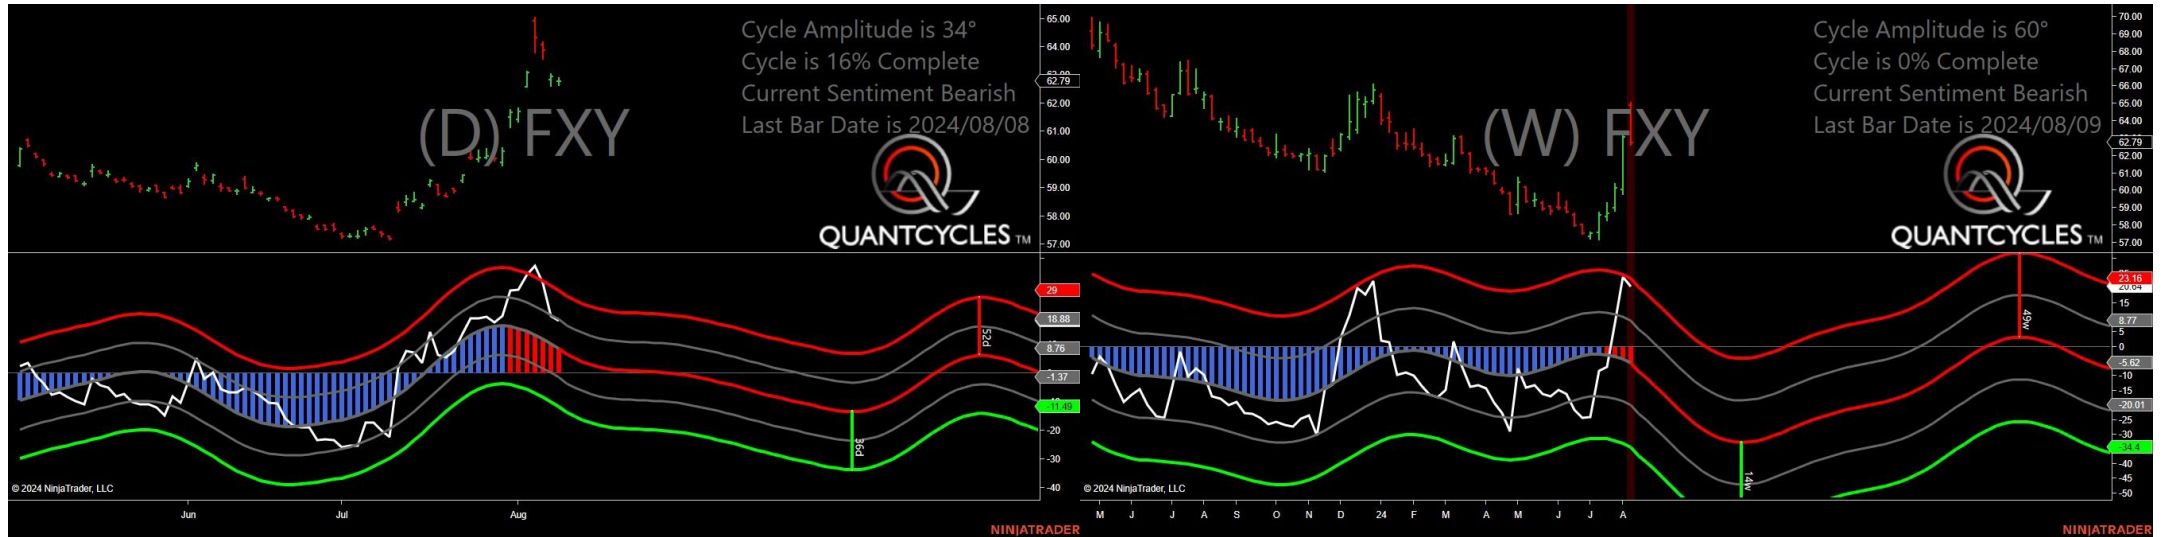 Cycle Amplitude is 34°
Cycle is 16% Complete
Current Sentiment Bearish
Last Bar Date is 2024/08/08
(D) FXY
QUANTCYCLES TM
65.00
64.00
62.79
62.00
61.00
60.00
59.00
58.00
57.00
29
18.88
8.76
-1.37
-11.49
-20
-30
-40
52d
36d
© 2024 NinjaTrader, LLC
Jun Jul Aug
NINJATRADER
Cycle Amplitude is 60°
Cycle is 0% Complete
Current Sentiment Bearish
Last Bar Date is 2024/08/09
(W) FXY
QUANTCYCLES TM
70.00
69.00
68.00
67.00
66.00
65.00
64.00
62.79
62.00
61.00
60.00
59.00
58.00
57.00
23.16
20.64
15
8.77
5
0
-5.62
-10
-15
-20.01
-25
-30
-34.4
-40
-45
-50
49w
14w
© 2024 NinjaTrader, LLC
M J J A S O N D 24 F M A M J J A
NINJATRADER